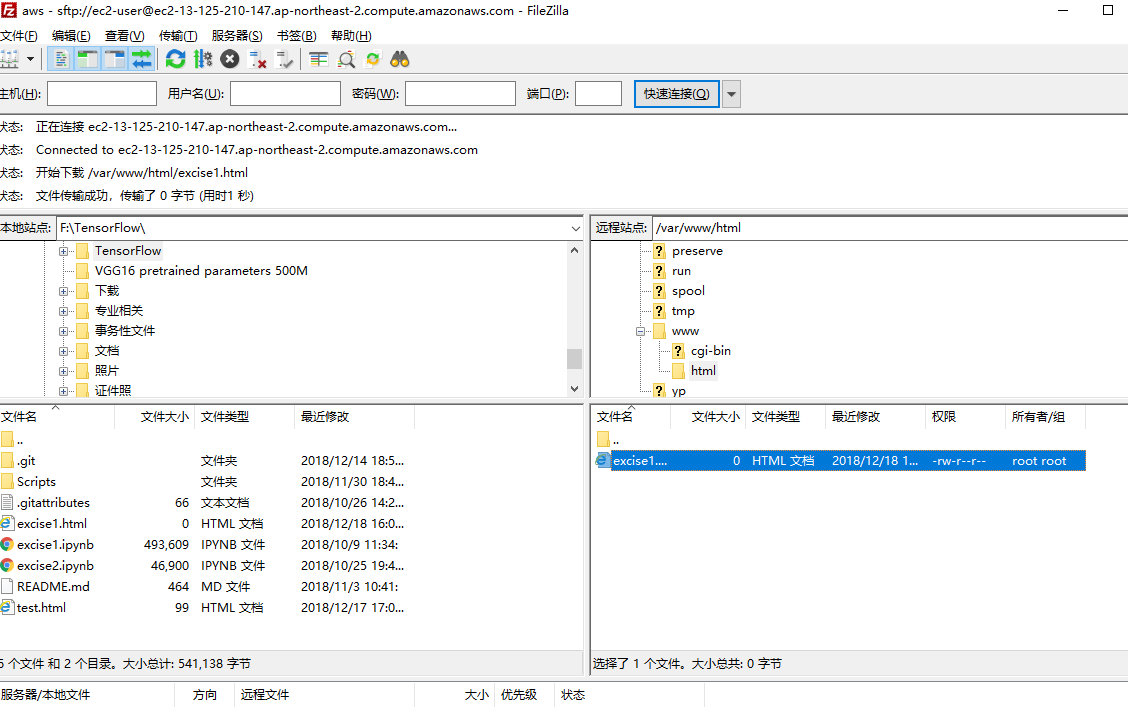 aws - sftp://ec2-user@ec2-13-125-210-147.ap-northeast-2.compute.amazonaws.com - FileZilla
文件(F) 编辑(E) 查看(V) 传输(T) 服务器(S) 书签(B) 帮助(H)
主机(H): 用户名(U): 密码(W): 端口(P): 快速连接(Q)
状态: 正在连接 ec2-13-125-210-147.ap-northeast-2.compute.amazonaws.com...
状态: Connected to ec2-13-125-210-147.ap-northeast-2.compute.amazonaws.com
状态: 开始下载 /var/www/html/excise1.html
状态: 文件传输成功，传输了 0 字节 (用时1 秒)
本地站点: F:\TensorFlow\
TensorFlow
VGG16 pretrained parameters 500M
下载
专业相关
事务性文件
文档
照片
证件照
远程站点: /var/www/html
preserve
run
spool
tmp
www
cgi-bin
html
yp
文件名 文件大小 文件类型 最近修改
..
.git 文件夹 2018/12/14 18:5...
Scripts 文件夹 2018/11/30 18:4...
.gitattributes 66 文本文档 2018/10/26 14:2...
excise1.html 0 HTML 文档 2018/12/18 16:0...
excise1.ipynb 493,609 IPYNB 文件 2018/10/9 11:34:
excise2.ipynb 46,900 IPYNB 文件 2018/10/25 19:4...
README.md 464 MD 文件 2018/11/3 10:41:
test.html 99 HTML 文档 2018/12/17 17:0...
6 个文件 和 2 个目录。大小总计: 541,138 字节
文件名 文件大小 文件类型 最近修改 权限 所有者/组
..
excise1.... 0 HTML 文档 2018/12/18 1... -rw-r--r-- root root
选择了 1 个文件。大小总共: 0 字节
服务器/本地文件 方向 远程文件 大小 优先级 状态